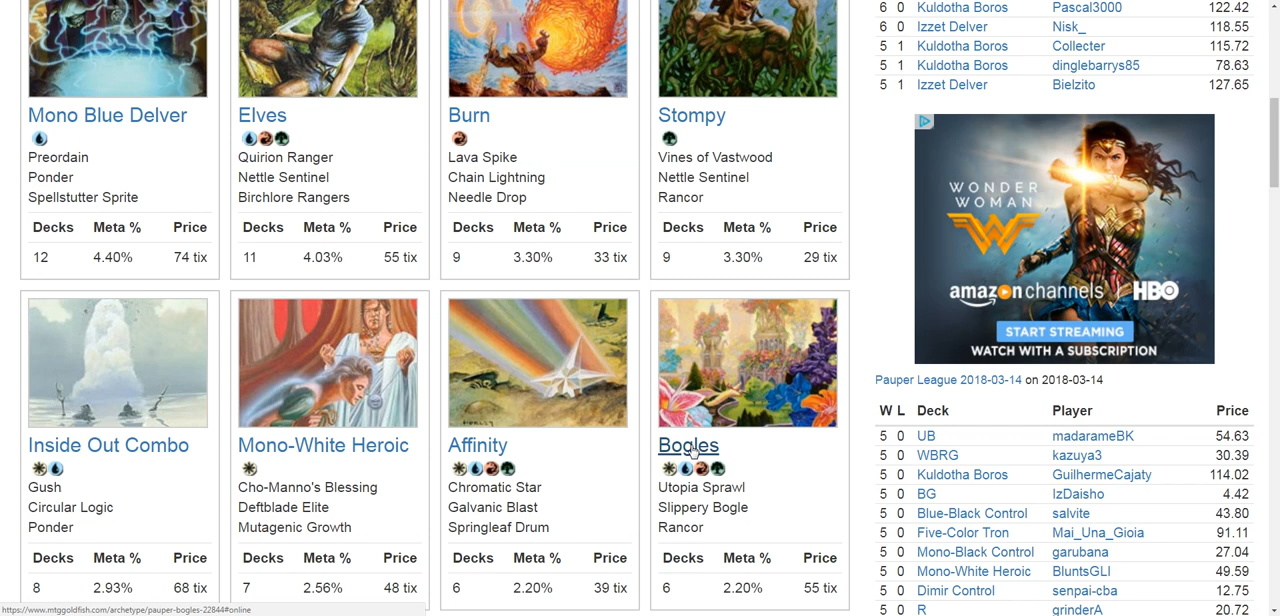 Mono Blue Delver
Preordain
Ponder
Spellstutter Sprite
Decks Meta % Price
12 4.40% 74 tix
Elves
Quirion Ranger
Nettle Sentinel
Birchlore Rangers
Decks Meta % Price
11 4.03% 55 tix
Burn
Lava Spike
Chain Lightning
Needle Drop
Decks Meta % Price
9 3.30% 33 tix
Stompy
Vines of Vastwood
Nettle Sentinel
Rancor
Decks Meta % Price
9 3.30% 29 tix
Inside Out Combo
Gush
Circular Logic
Ponder
Decks Meta % Price
8 2.93% 68 tix
Mono-White Heroic
Cho-Manno's Blessing
Deftblade Elite
Mutagenic Growth
Decks Meta % Price
7 2.56% 48 tix
Affinity
Chromatic Star
Galvanic Blast
Springleaf Drum
Decks Meta % Price
6 2.20% 39 tix
Bogles
Utopia Sprawl
Slippery Bogle
Rancor
Decks Meta % Price
6 2.20% 55 tix
6 0 Kuldotha Boros Pascal3000 122.42
6 0 Izzet Delver Nisk_ 118.55
5 1 Kuldotha Boros Collecter 115.72
5 1 Kuldotha Boros dinglebarrys85 78.63
5 1 Izzet Delver Bielzito 127.65
WONDER
WOMAN
amazon channels HBO
START STREAMING
WATCH WITH A SUBSCRIPTION
Pauper League 2018-03-14 on 2018-03-14
W L Deck Player Price
5 0 UB madarameBK 54.63
5 0 WBRG kazuya3 30.39
5 0 Kuldotha Boros GuilhermeCajaty 114.02
5 0 BG IzDaisho 4.42
5 0 Blue-Black Control salvite 43.80
5 0 Five-Color Tron Mai_Una_Gioia 91.11
5 0 Mono-Black Control garubana 27.04
5 0 Mono-White Heroic BluntsGLI 49.59
5 0 Dimir Control senpai-cba 12.75
5 0 R grinderA 20.72
https://www.mtggoldfish.com/archetype/pauper-bogles-22844#online